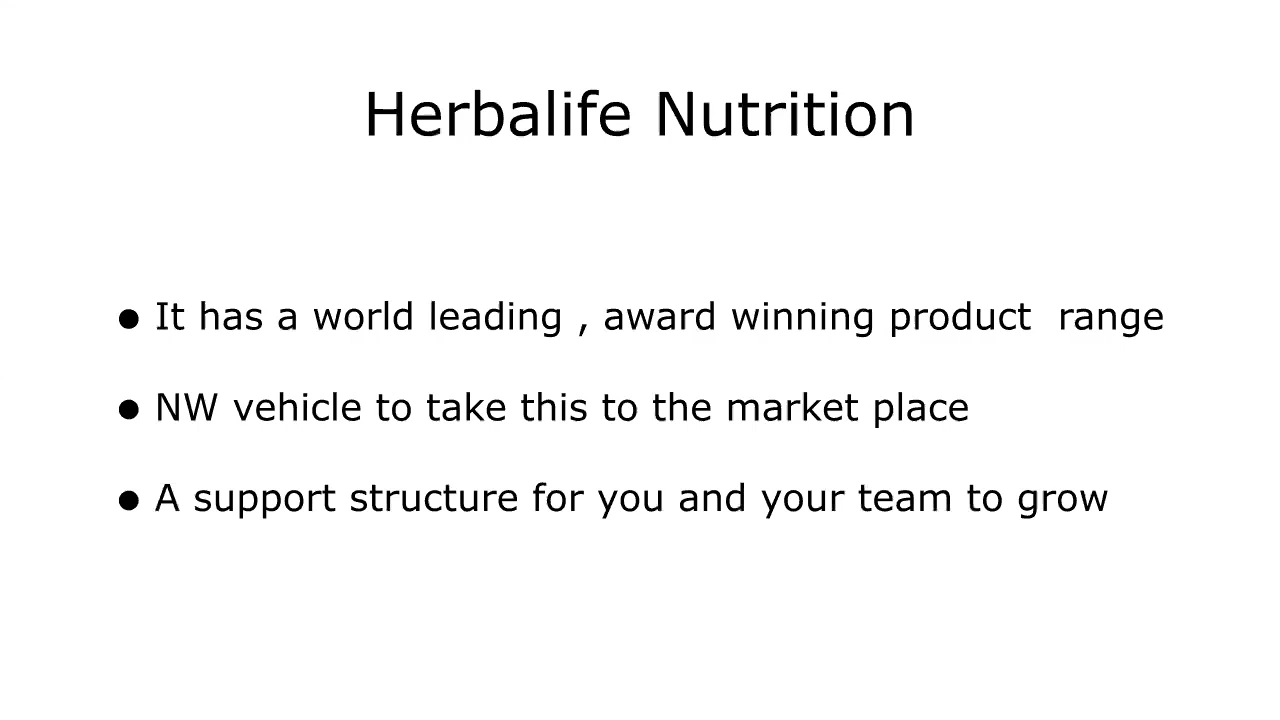 Herbalife Nutrition
• It has a world leading , award winning product  range
• NW vehicle to take this to the market place
• A support structure for you and your team to grow